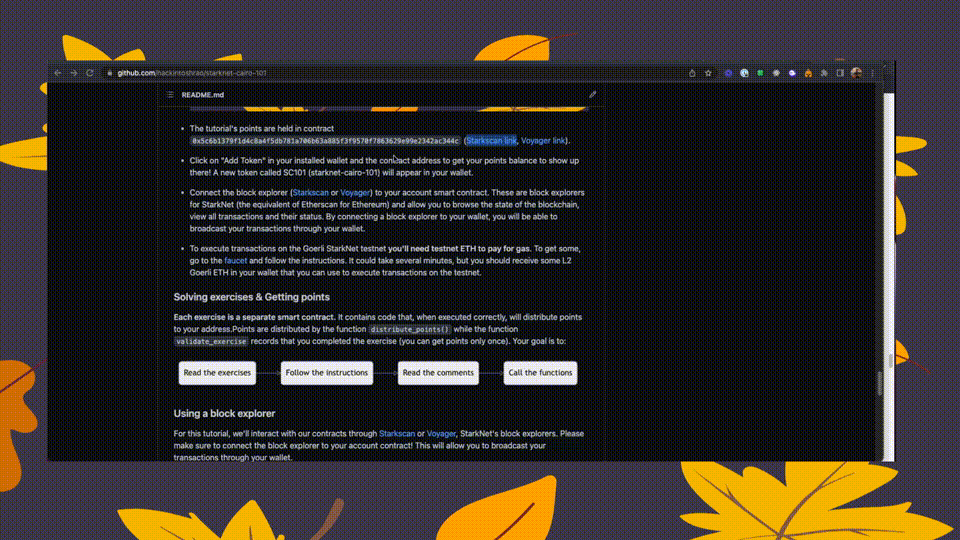 github.com/hackintoshrao/starknet-cairo-101
README.md
The tutorial's points are held in contract
0x5c6b1379f1d4c8a4f5db781a706b63a885f3f9570f7863629e99e2342ac344c (Starkscan link, Voyager link).
Click on "Add Token" in your installed wallet and the contract address to get your points balance to show up
there! A new token called SC101 (starknet-cairo-101) will appear in your wallet.
Connect the block explorer (Starkscan or Voyager) to your account smart contract. These are block explorers
for StarkNet (the equivalent of Etherscan for Ethereum) and allow you to browse the state of the blockchain,
view all transactions and their status. By connecting a block explorer to your wallet, you will be able to
broadcast your transactions through your wallet.
To execute transactions on the Goerli StarkNet testnet you'll need testnet ETH to pay for gas. To get some,
go to the faucet and follow the instructions. It could take several minutes, but you should receive some L2
Goerli ETH in your wallet that you can use to execute transactions on the testnet.
Solving exercises & Getting points
Each exercise is a separate smart contract. It contains code that, when executed correctly, will distribute points
to your address.Points are distributed by the function distribute_points() while the function
validate_exercise records that you completed the exercise (you can get points only once). Your goal is to:
Read the exercises
Follow the instructions
Read the comments
Call the functions
Using a block explorer
For this tutorial, we'll interact with our contracts through Starkscan or Voyager, StarkNet's block explorers. Please
make sure to connect the block explorer to your account contract! This will allow you to broadcast your
transactions through your wallet.